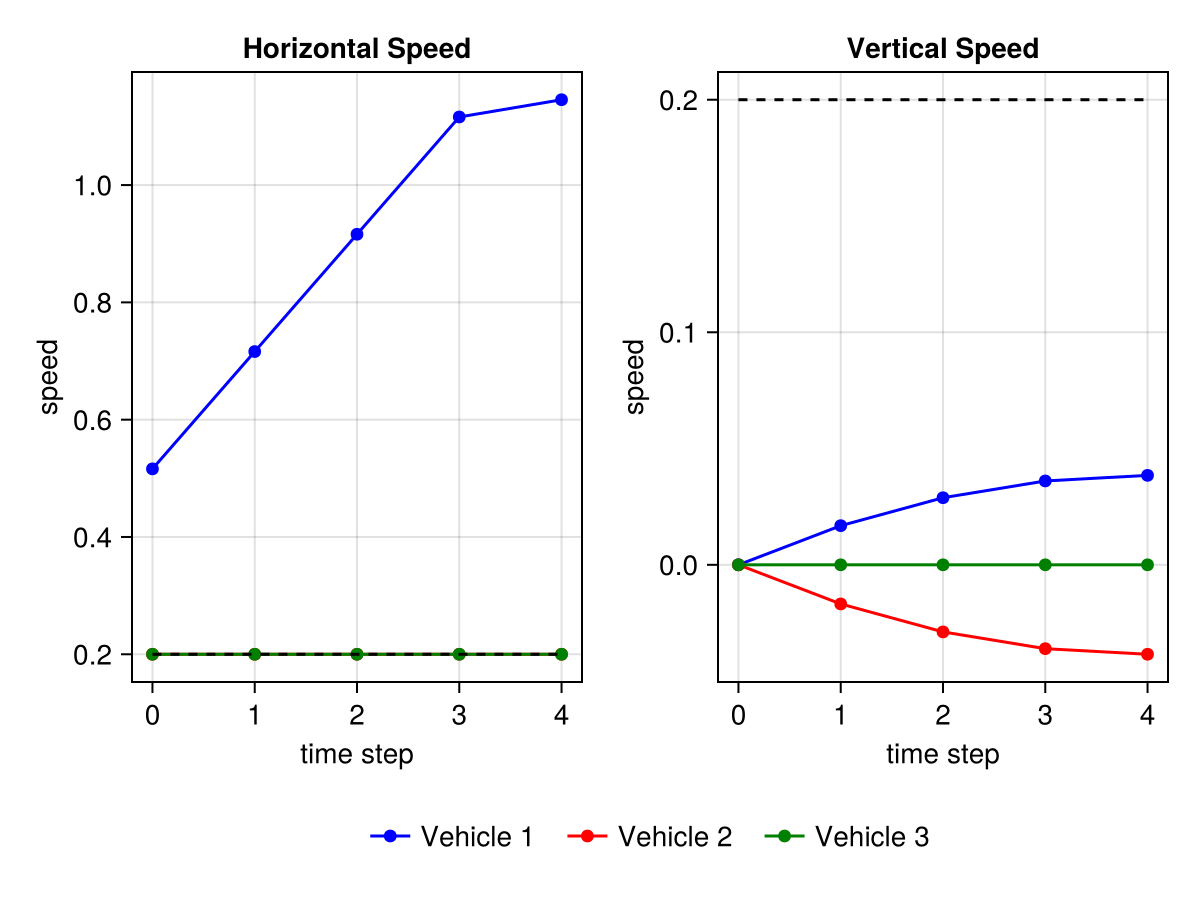 Horizontal Speed
speed
1.0
0.8
0.6
0.4
0.2
0 1 2 3 4
time step
Vertical Speed
speed
0.2
0.1
0.0
0 1 2 3 4
time step
Vehicle 1 Vehicle 2 Vehicle 3